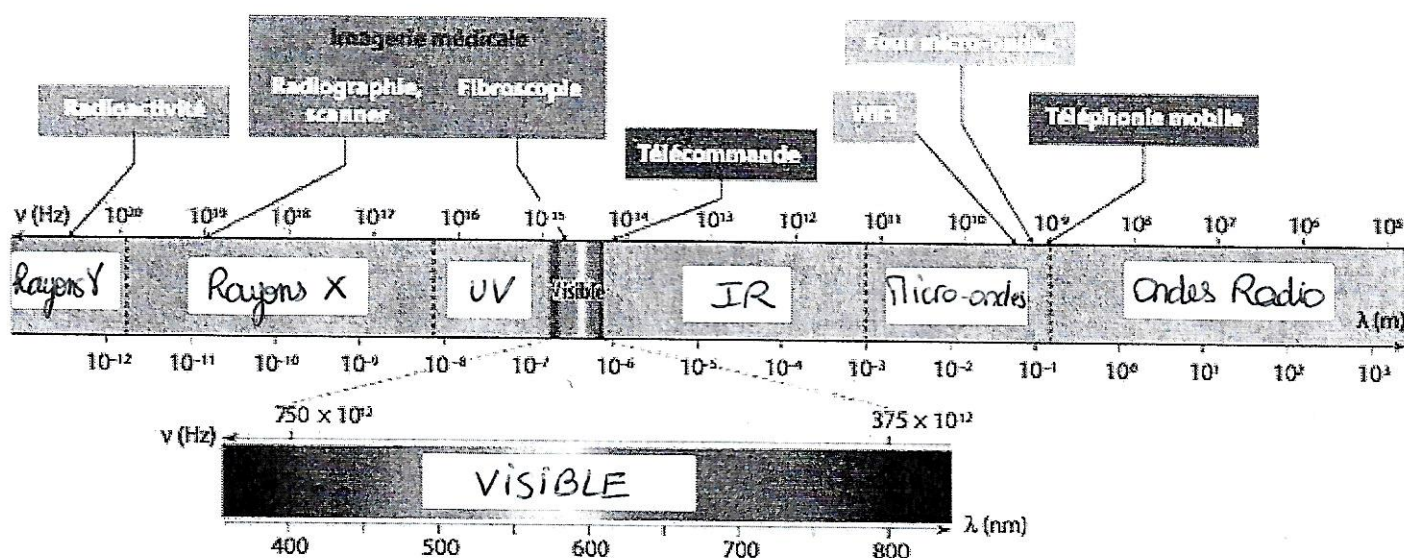 Imagerie médicale
Four micro-ondes
Radioactivité
Radiographie, Fibroscopie
scanner
WiFi
Téléphonie mobile
Télécommande
ν (Hz) 10²⁰ 10¹⁹ 10¹⁸ 10¹⁷ 10¹⁶ 10¹⁵ 10¹⁴ 10¹³ 10¹² 10¹¹ 10¹⁰ 10⁹ 10⁸ 10⁷ 10⁶ 10⁵
Rayons γ Rayons X UV Visible IR Micro-ondes Ondes Radio
λ (m)
10⁻¹² 10⁻¹¹ 10⁻¹⁰ 10⁻⁹ 10⁻⁸ 10⁻⁷ 10⁻⁶ 10⁻⁵ 10⁻⁴ 10⁻³ 10⁻² 10⁻¹ 10⁰ 10¹ 10² 10³
750 × 10¹² 375 × 10¹²
ν (Hz)
VISIBLE
λ (nm)
400 500 600 700 800